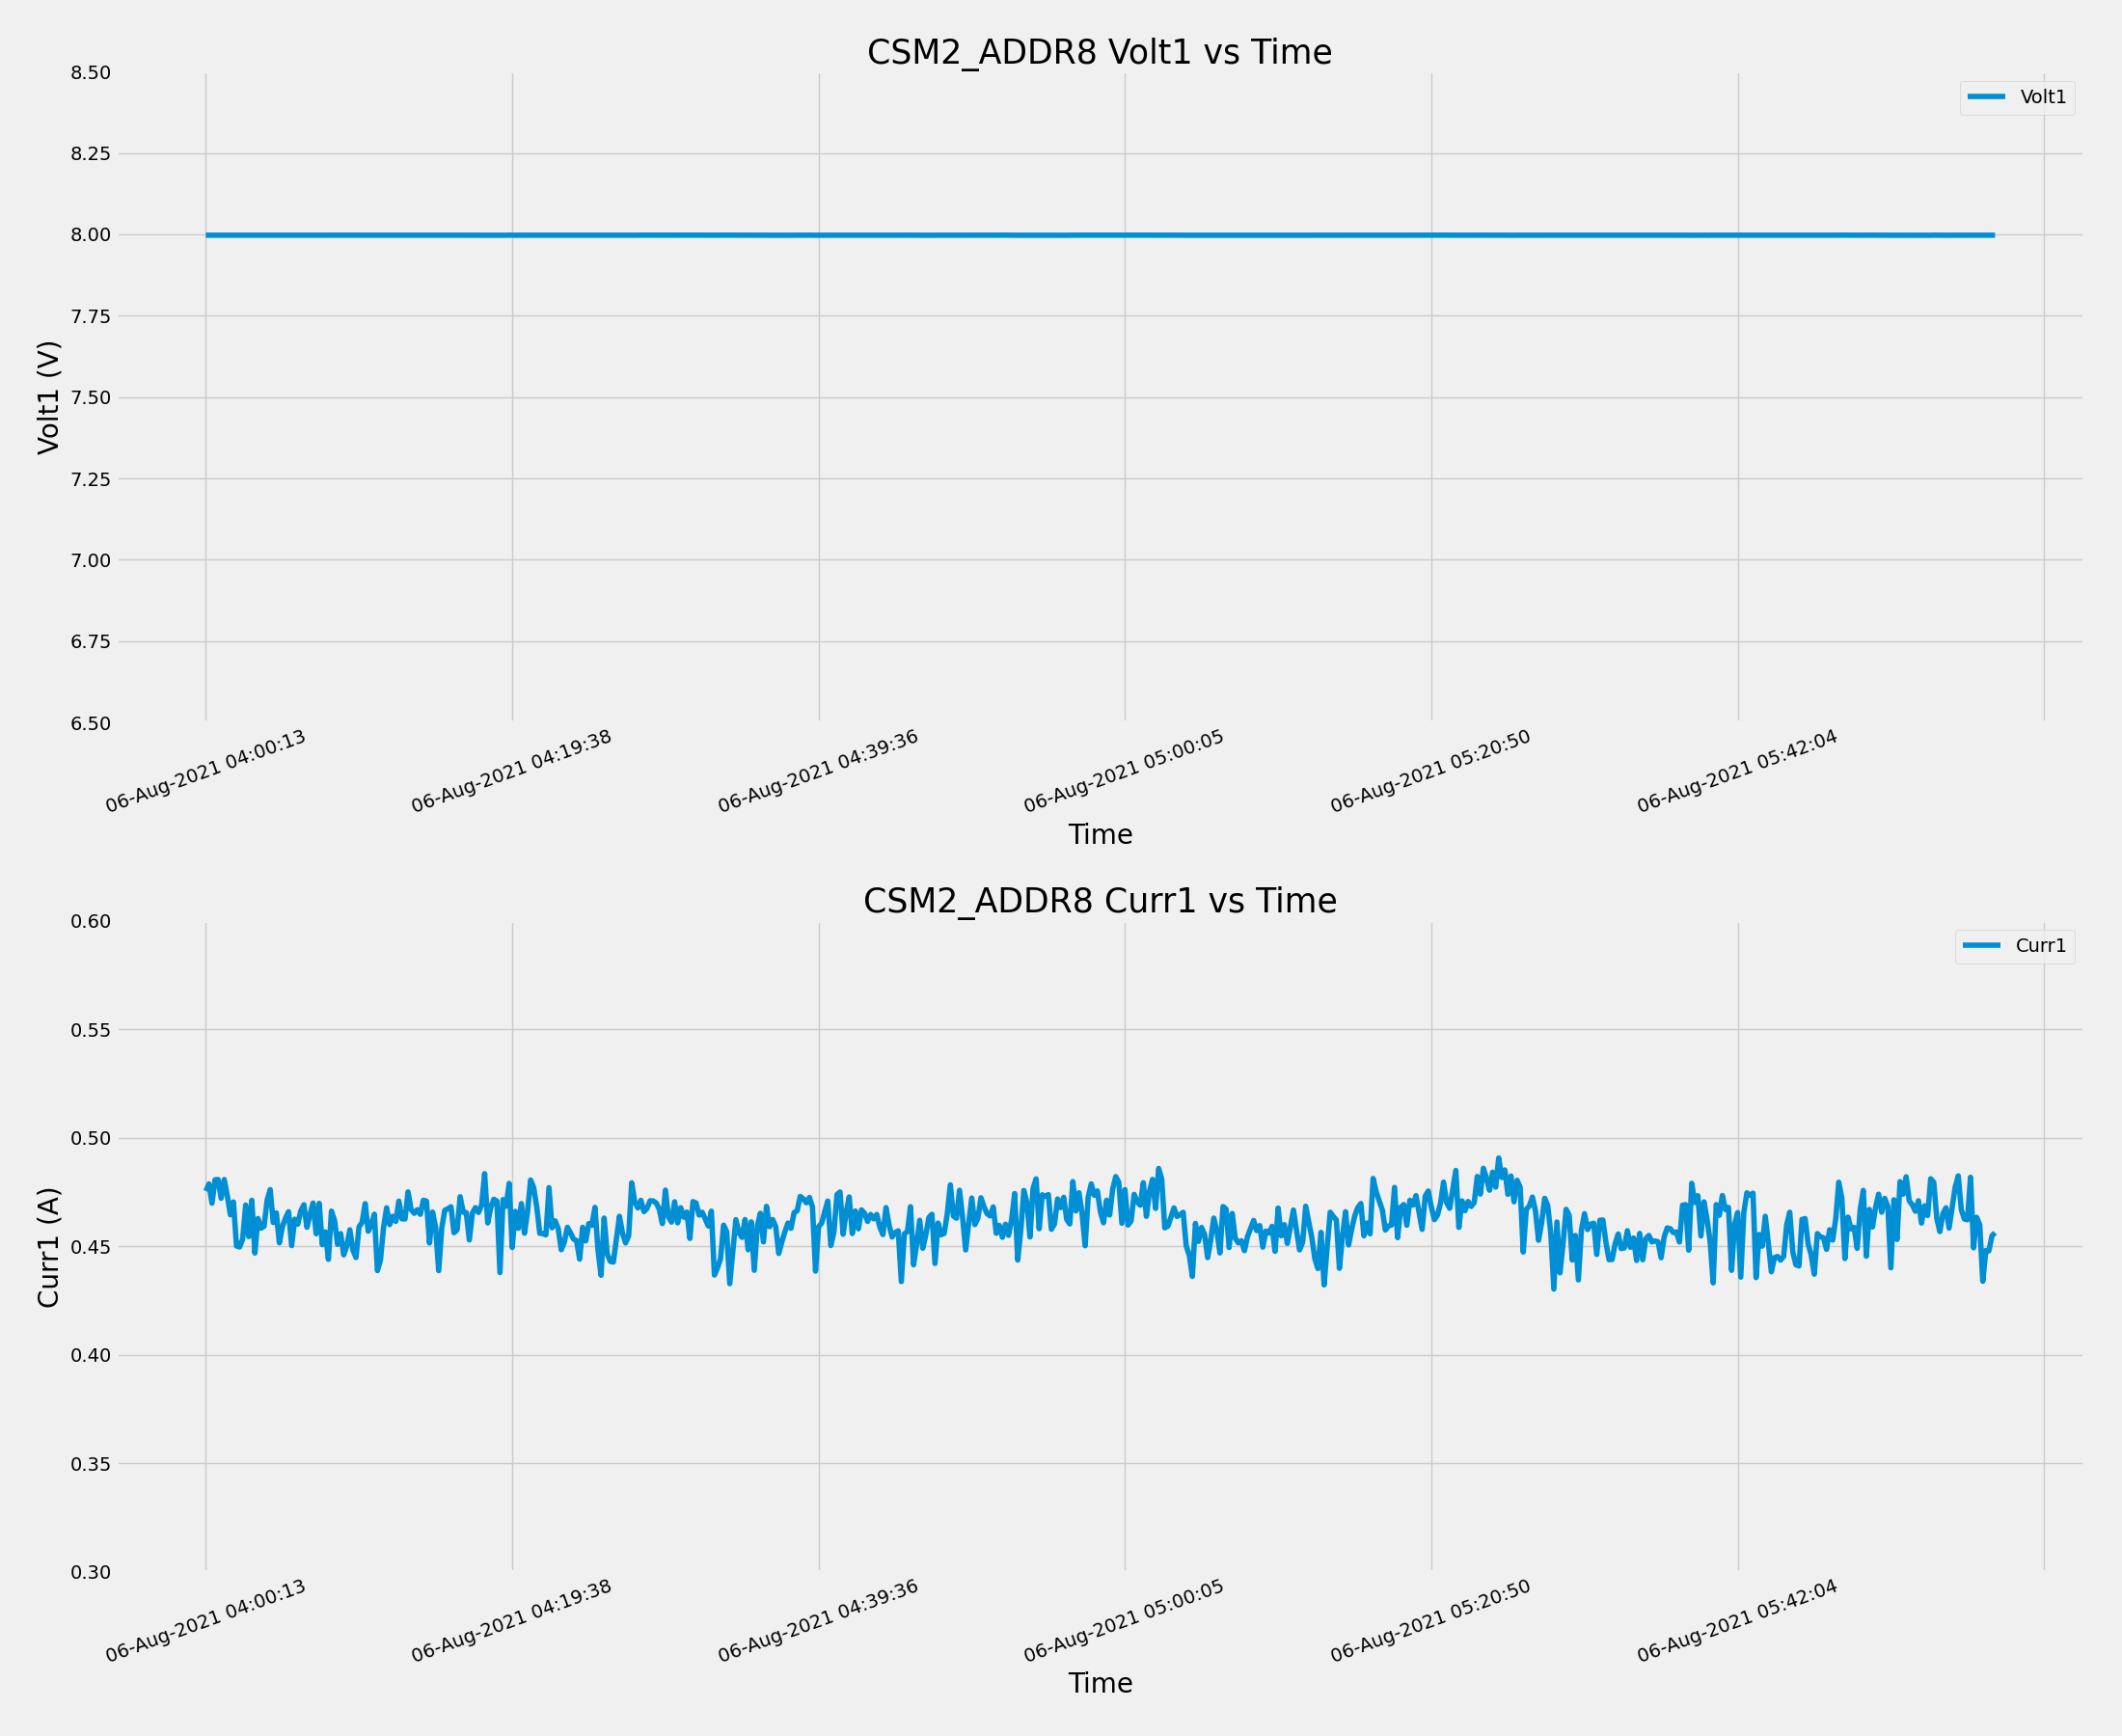 CSM2_ADDR8 Volt1 vs Time
8.50
Volt1
8.25
8.00
7.75
7.50
Volt1 (V)
7.25
7.00
6.75
6.50
06-Aug-2021 04:00:13
06-Aug-2021 04:19:38
06-Aug-2021 04:39:36
06-Aug-2021 05:00:05
06-Aug-2021 05:20:50
06-Aug-2021 05:42:04
Time
CSM2_ADDR8 Curr1 vs Time
0.60
Curr1
0.55
0.50
0.45
Curr1 (A)
0.40
0.35
0.30
06-Aug-2021 04:00:13
06-Aug-2021 04:19:38
06-Aug-2021 04:39:36
06-Aug-2021 05:00:05
06-Aug-2021 05:20:50
06-Aug-2021 05:42:04
Time